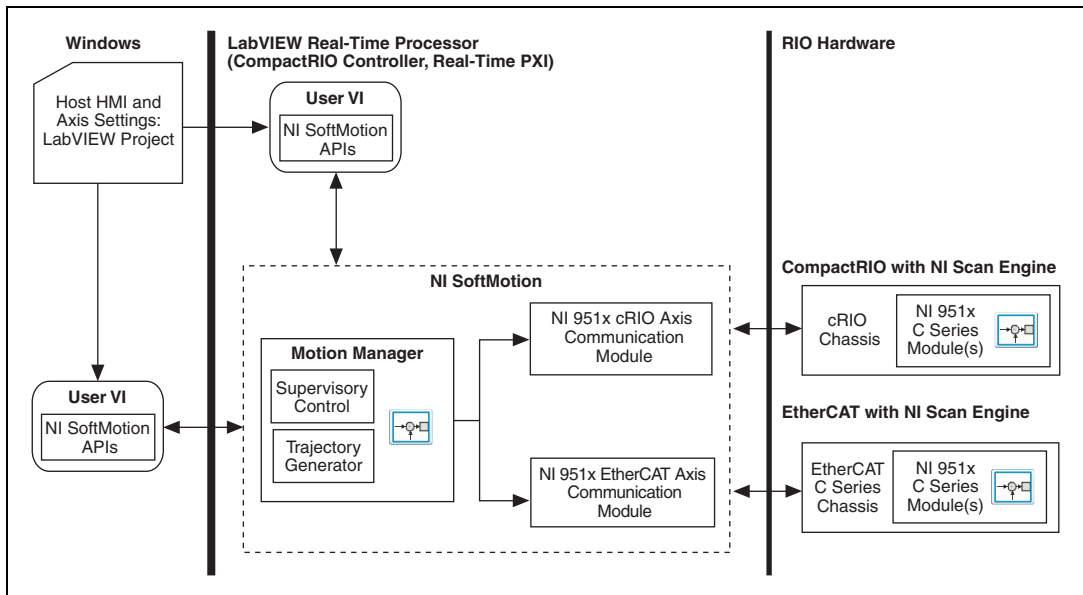 Windows
Host HMI and
Axis Settings:
LabVIEW Project
User VI
NI SoftMotion
APIs
LabVIEW Real-Time Processor
(CompactRIO Controller, Real-Time PXI)
User VI
NI SoftMotion
APIs
NI SoftMotion
Motion Manager
Supervisory
Control
Trajectory
Generator
NI 951x cRIO Axis
Communication
Module
NI 951x EtherCAT Axis
Communication
Module
RIO Hardware
CompactRIO with NI Scan Engine
cRIO
Chassis
NI 951x
C Series
Module(s)
EtherCAT with NI Scan Engine
EtherCAT
C Series
Chassis
NI 951x
C Series
Module(s)